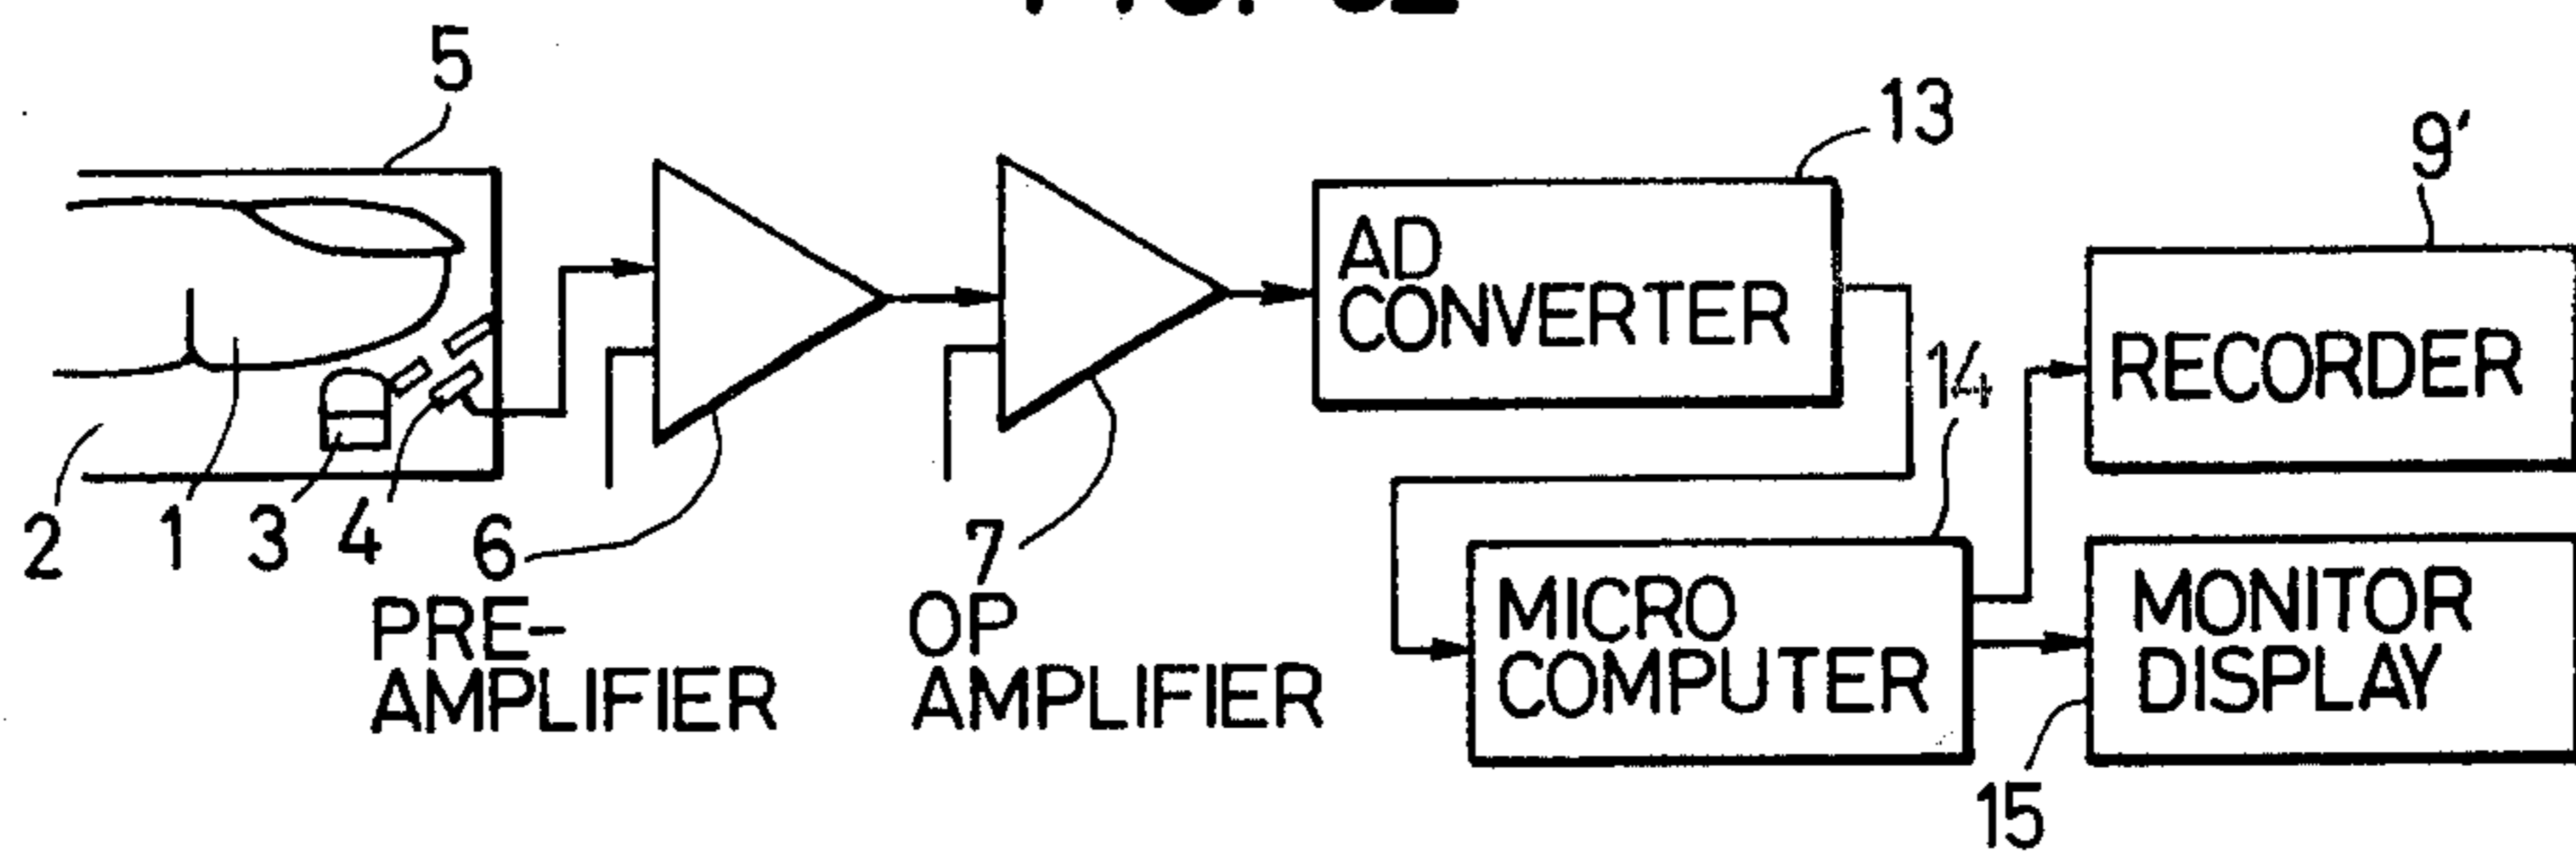 5
13
9'
AD
CONVERTER
RECORDER
14
2
1
3
4
6
PRE-
AMPLIFIER
7
OP
AMPLIFIER
MICRO
COMPUTER
MONITOR
DISPLAY
15